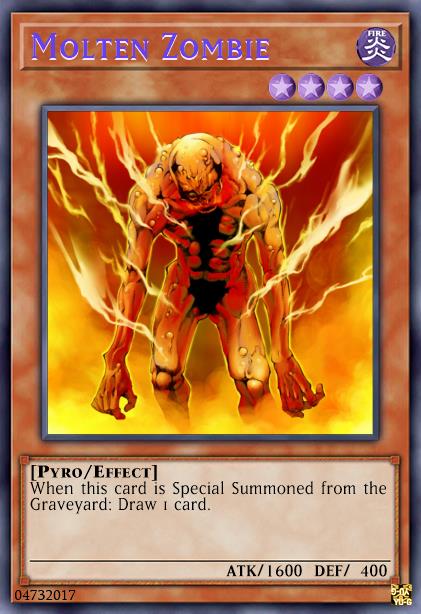 MOLTEN ZOMBIE
FIRE
炎
[PYRO/EFFECT]
When this card is Special Summoned from the
Graveyard: Draw 1 card.
ATK/1600 DEF/ 400
04732017